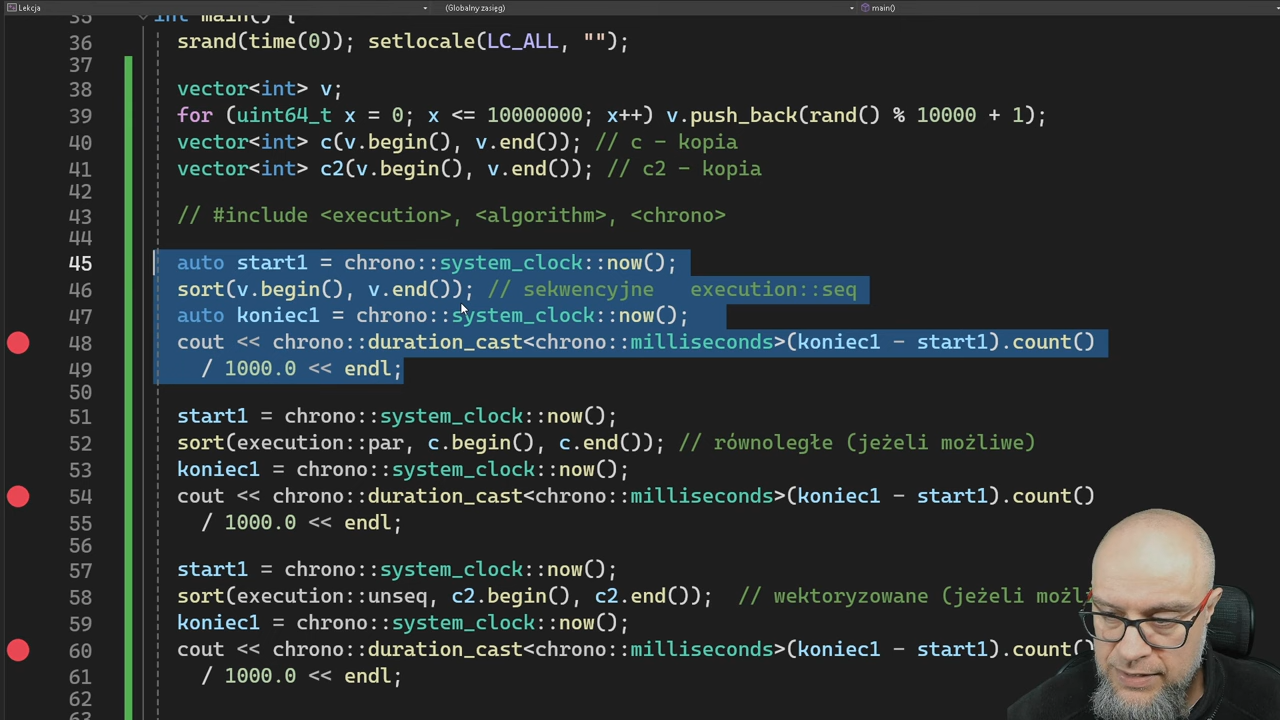 Lekcja (Globalny zasięg) main()
35 int main() {
36 srand(time(0)); setlocale(LC_ALL, "");
37
38 vector<int> v;
39 for (uint64_t x = 0; x <= 10000000; x++) v.push_back(rand() % 10000 + 1);
40 vector<int> c(v.begin(), v.end()); // c - kopia
41 vector<int> c2(v.begin(), v.end()); // c2 - kopia
42
43 // #include <execution>, <algorithm>, <chrono>
44
45 auto start1 = chrono::system_clock::now();
46 sort(v.begin(), v.end()); // sekwencyjne execution::seq
47 auto koniec1 = chrono::system_clock::now();
48 cout << chrono::duration_cast<chrono::milliseconds>(koniec1 - start1).count()
49 / 1000.0 << endl;
50
51 start1 = chrono::system_clock::now();
52 sort(execution::par, c.begin(), c.end()); // równoległe (jeżeli możliwe)
53 koniec1 = chrono::system_clock::now();
54 cout << chrono::duration_cast<chrono::milliseconds>(koniec1 - start1).count()
55 / 1000.0 << endl;
56
57 start1 = chrono::system_clock::now();
58 sort(execution::unseq, c2.begin(), c2.end()); // wektoryzowane (jeżeli możli
59 koniec1 = chrono::system_clock::now();
60 cout << chrono::duration_cast<chrono::milliseconds>(koniec1 - start1).count()
61 / 1000.0 << endl;
62
63